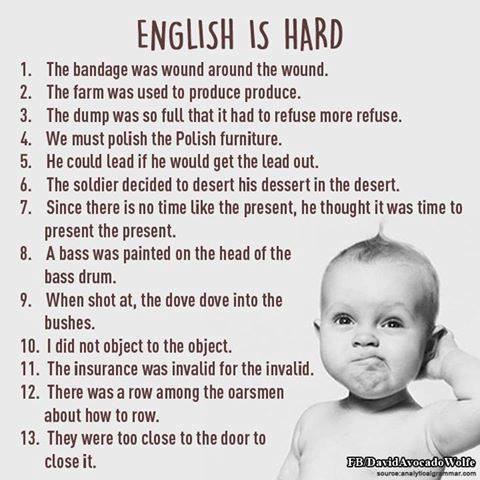 ENGLISH IS HARD
1. The bandage was wound around the wound.
2. The farm was used to produce produce.
3. The dump was so full that it had to refuse more refuse.
4. We must polish the Polish furniture.
5. He could lead if he would get the lead out.
6. The soldier decided to desert his dessert in the desert.
7. Since there is no time like the present, he thought it was time to
present the present.
8. A bass was painted on the head of the
bass drum.
9. When shot at, the dove dove into the
bushes.
10. I did not object to the object.
11. The insurance was invalid for the invalid.
12. There was a row among the oarsmen
about how to row.
13. They were too close to the door to
close it.
FB/DavidAvocadoWolfe
source:analyticalgrammar.com